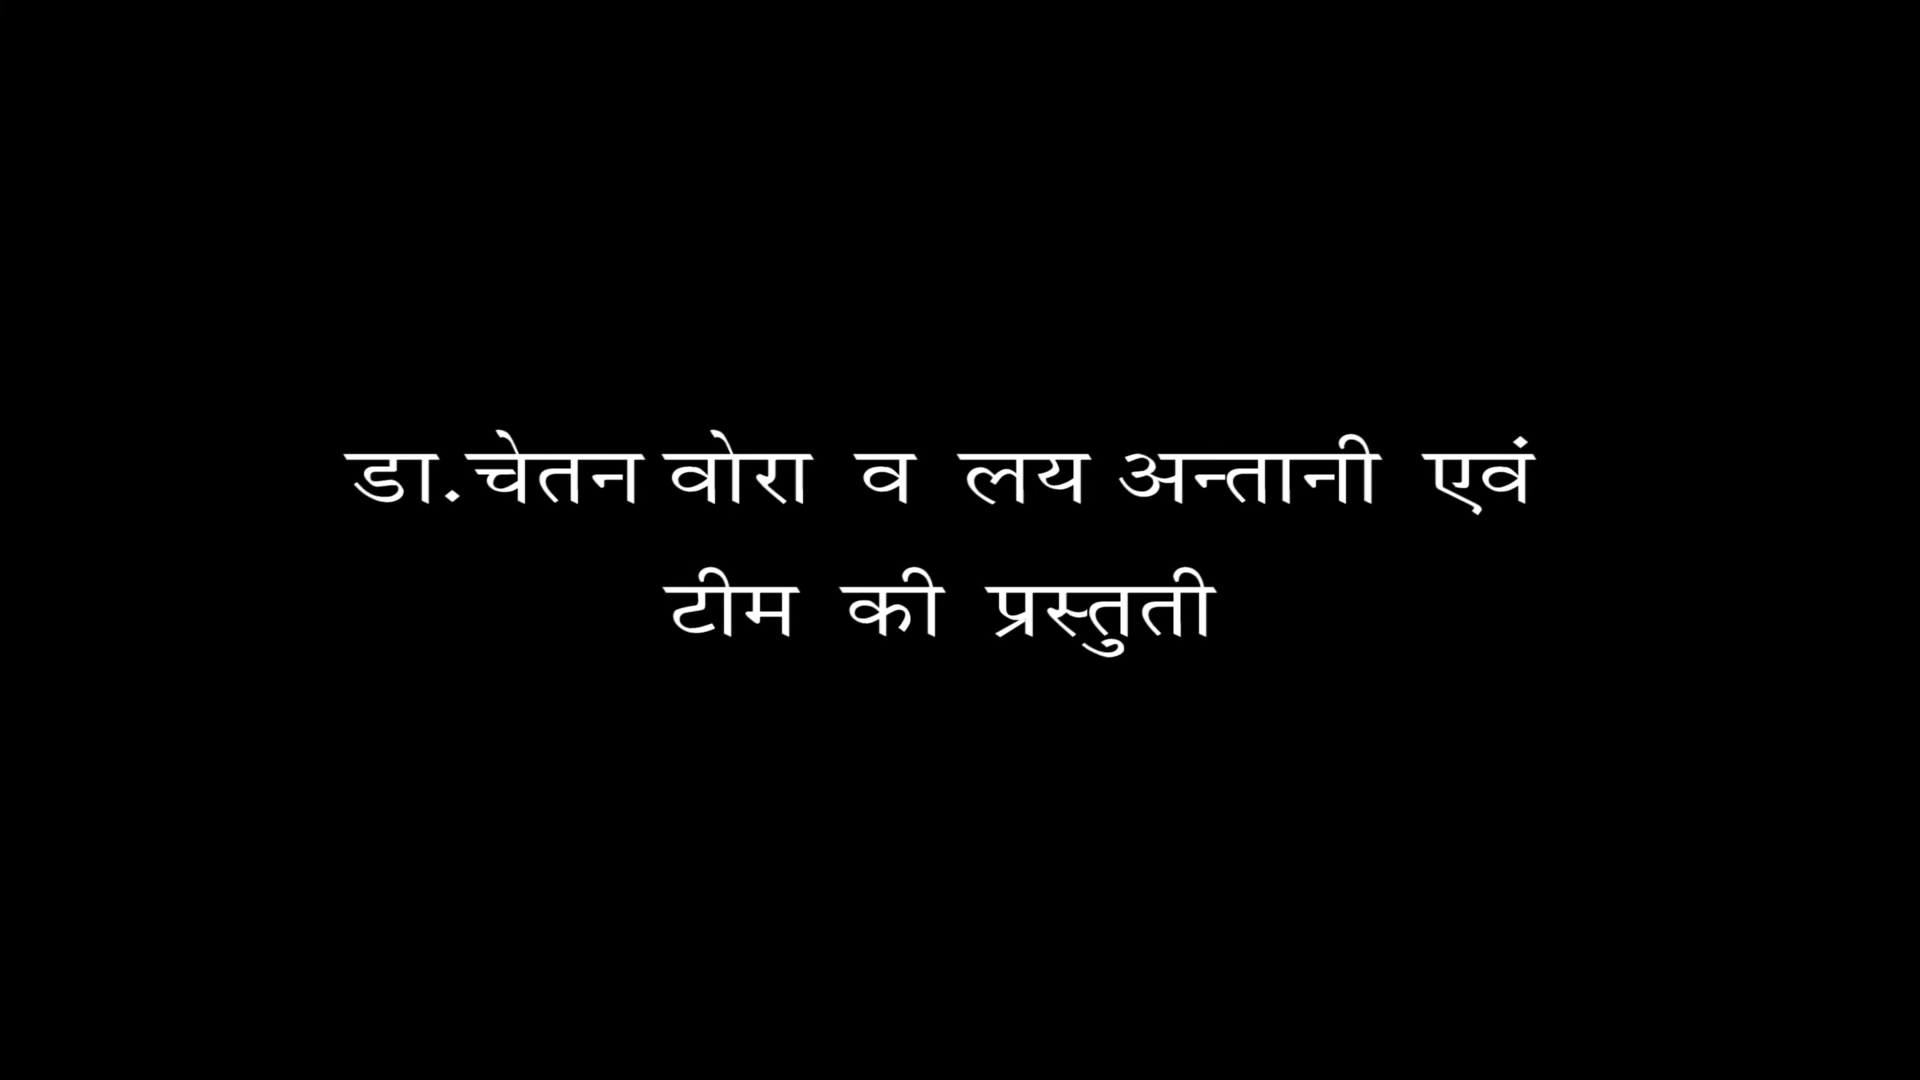 डा.चेतन वोरा व लय अन्तानी एवं
टीम की प्रस्तुती